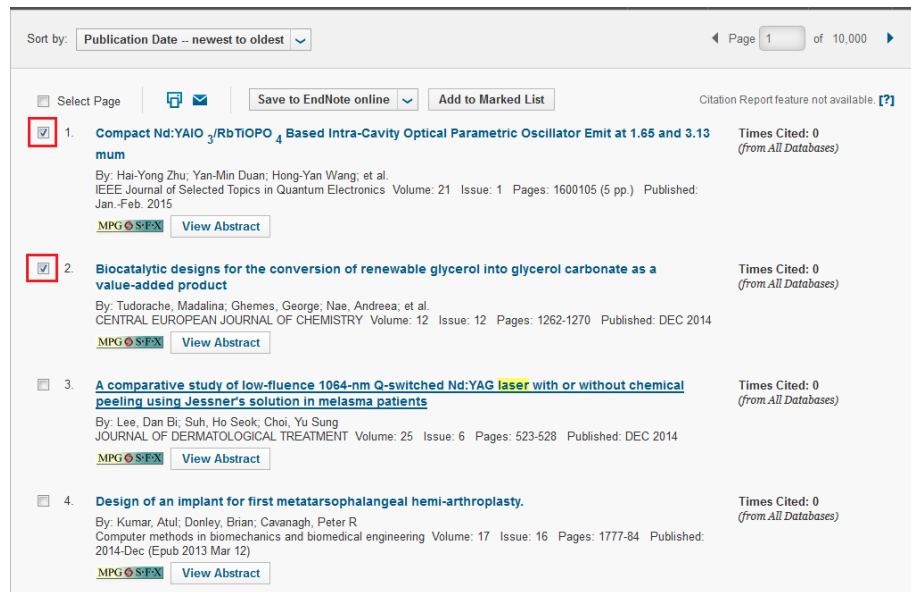 Sort by: Publication Date -- newest to oldest
Page 1 of 10,000
Select Page Save to EndNote online Add to Marked List Citation Report feature not available. [?]
1. Compact Nd:YAlO 3/RbTiOPO 4 Based Intra-Cavity Optical Parametric Oscillator Emit at 1.65 and 3.13
mum
Times Cited: 0
(from All Databases)
By: Hai-Yong Zhu; Yan-Min Duan; Hong-Yan Wang; et al.
IEEE Journal of Selected Topics in Quantum Electronics Volume: 21 Issue: 1 Pages: 1600105 (5 pp.) Published:
Jan.-Feb. 2015
MPG S·F·X View Abstract
2. Biocatalytic designs for the conversion of renewable glycerol into glycerol carbonate as a
value-added product
Times Cited: 0
(from All Databases)
By: Tudorache, Madalina; Ghemes, George; Nae, Andreea; et al.
CENTRAL EUROPEAN JOURNAL OF CHEMISTRY Volume: 12 Issue: 12 Pages: 1262-1270 Published: DEC 2014
MPG S·F·X View Abstract
3. A comparative study of low-fluence 1064-nm Q-switched Nd:YAG laser with or without chemical
peeling using Jessner's solution in melasma patients
Times Cited: 0
(from All Databases)
By: Lee, Dan Bi; Suh, Ho Seok; Choi, Yu Sung
JOURNAL OF DERMATOLOGICAL TREATMENT Volume: 25 Issue: 6 Pages: 523-528 Published: DEC 2014
MPG S·F·X View Abstract
4. Design of an implant for first metatarsophalangeal hemi-arthroplasty.
Times Cited: 0
(from All Databases)
By: Kumar, Atul; Donley, Brian; Cavanagh, Peter R
Computer methods in biomechanics and biomedical engineering Volume: 17 Issue: 16 Pages: 1777-84 Published:
2014-Dec (Epub 2013 Mar 12)
MPG S·F·X View Abstract